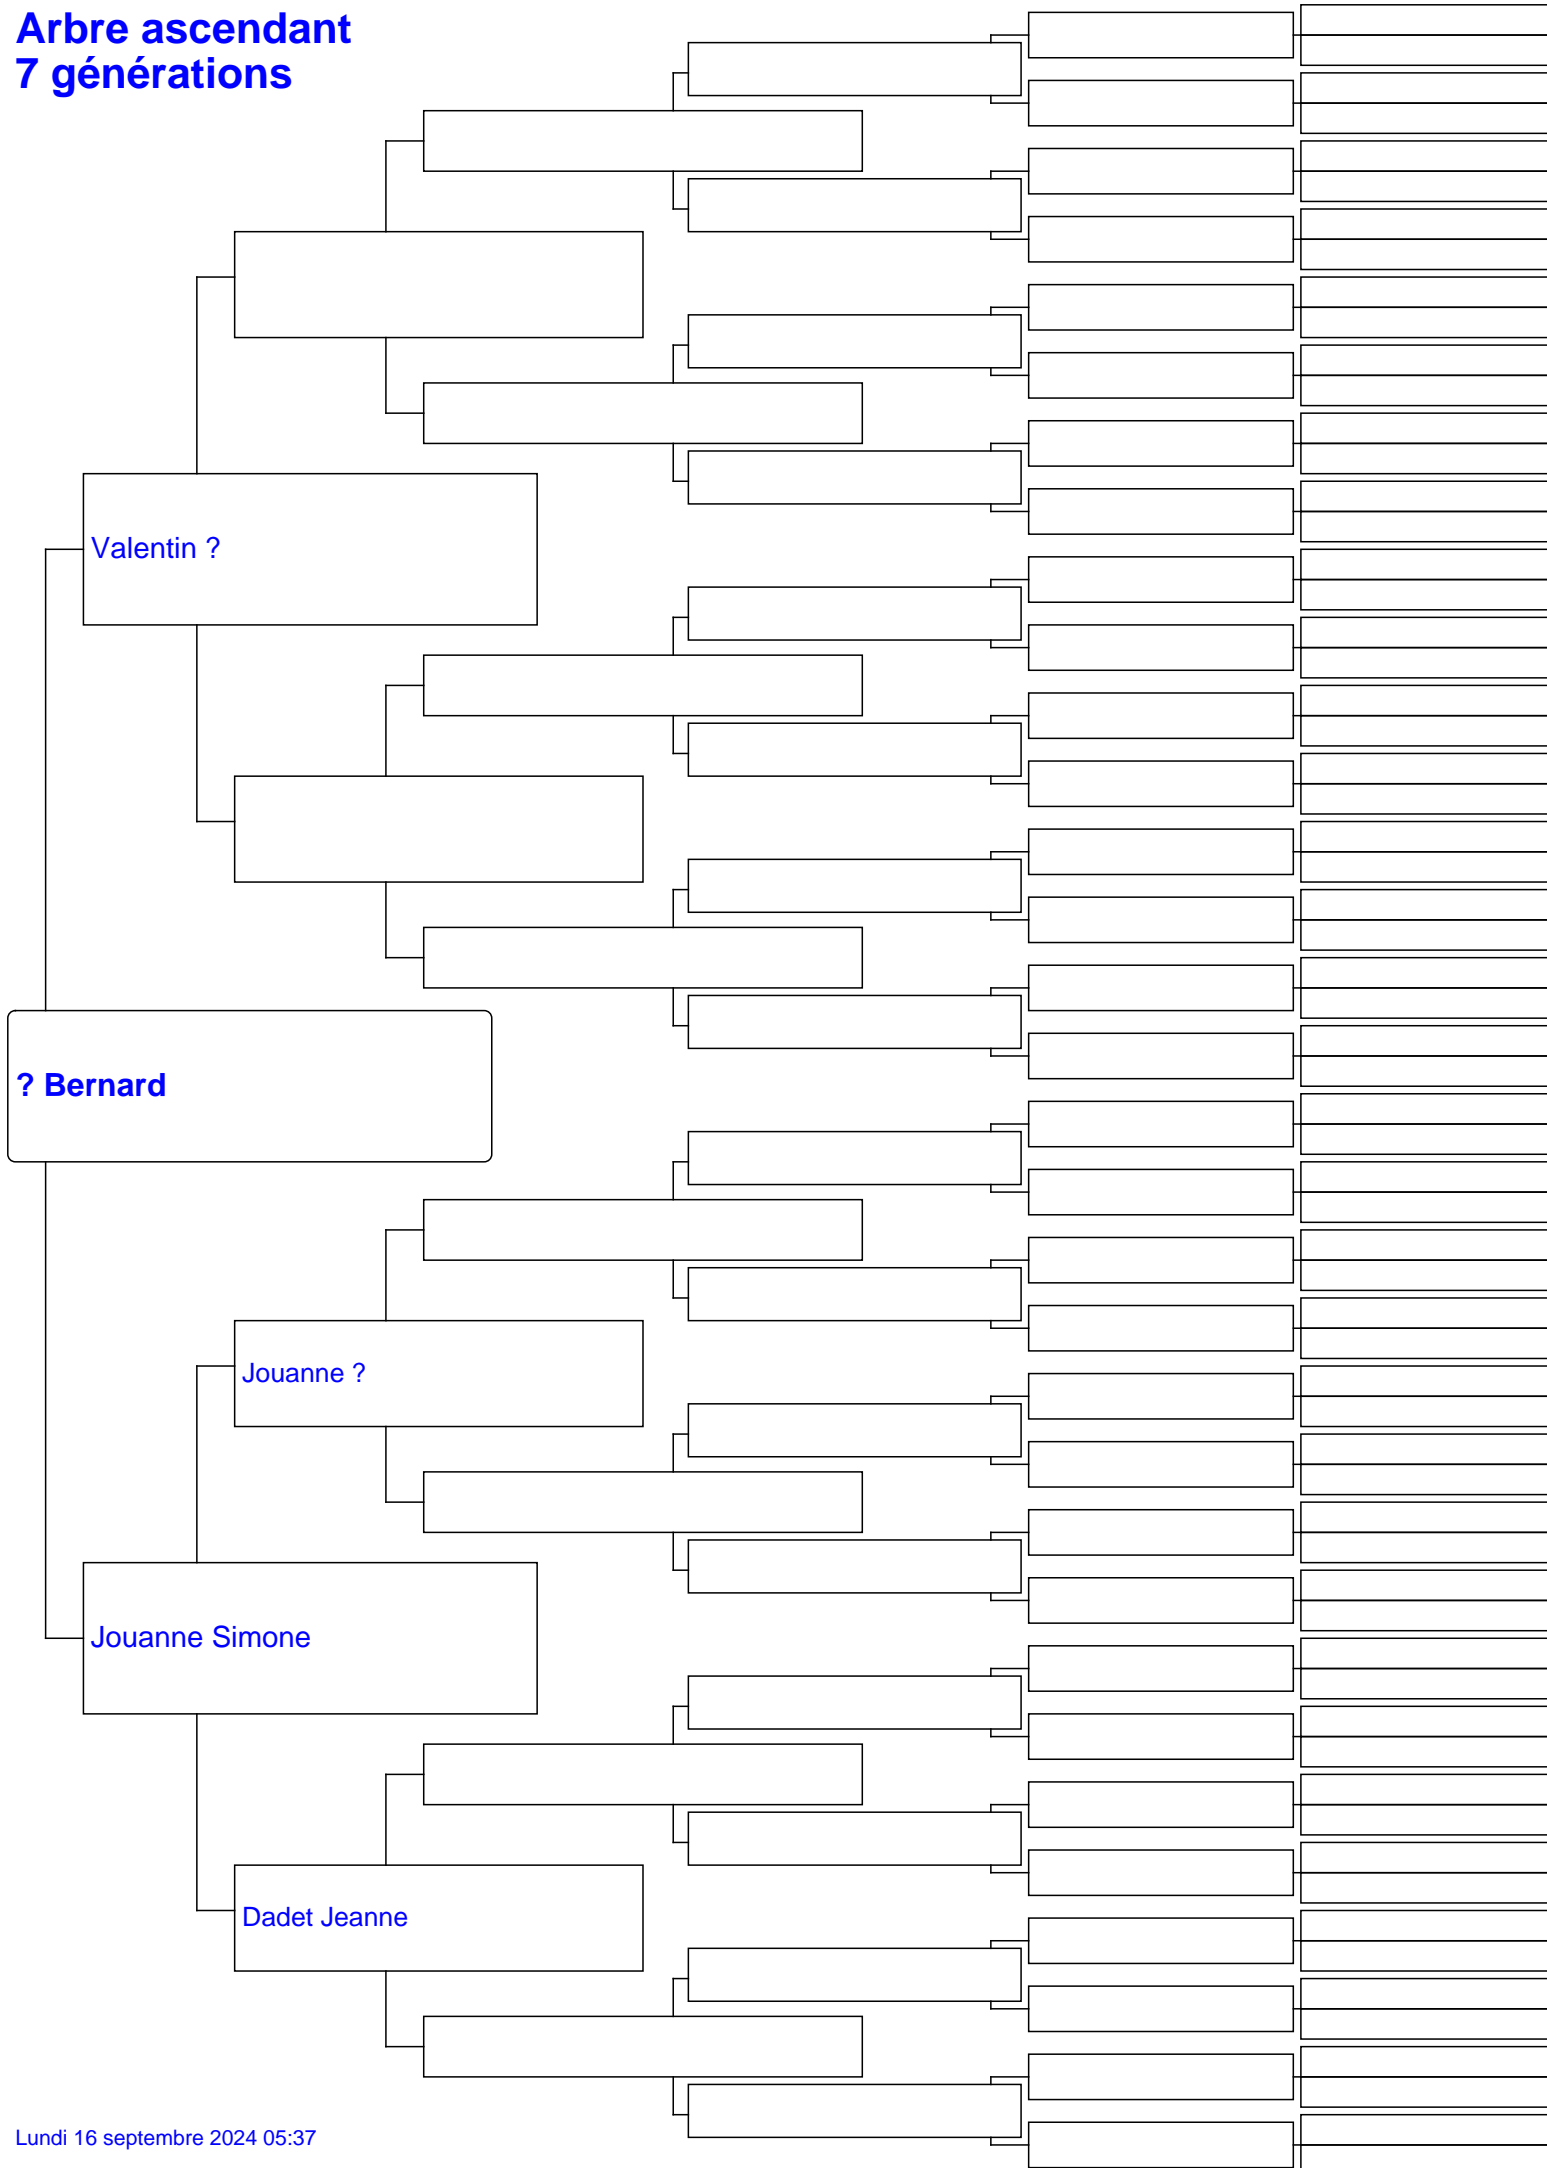 Arbre ascendant
7 générations
Valentin ?
? Bernard
Jouanne ?
Jouanne Simone
Dadet Jeanne
Lundi 16 septembre 2024 05:37